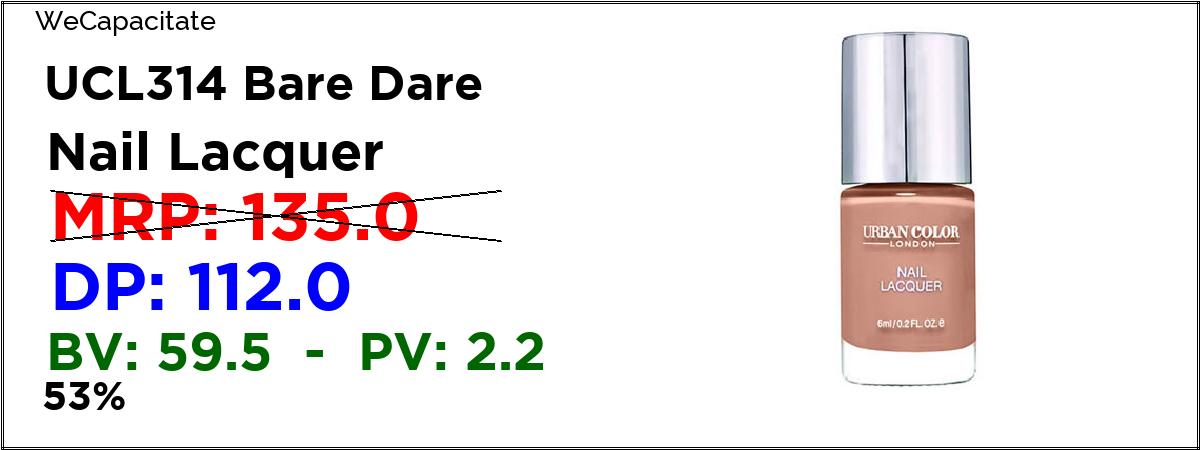 WeCapacitate
UCL314 Bare Dare
Nail Lacquer
MRP: 135.0
DP: 112.0
BV: 59.5 - PV: 2.2
53%
URBAN COLOR
LONDON
NAIL
LACQUER
6ml/0.2 FL. OZ. e